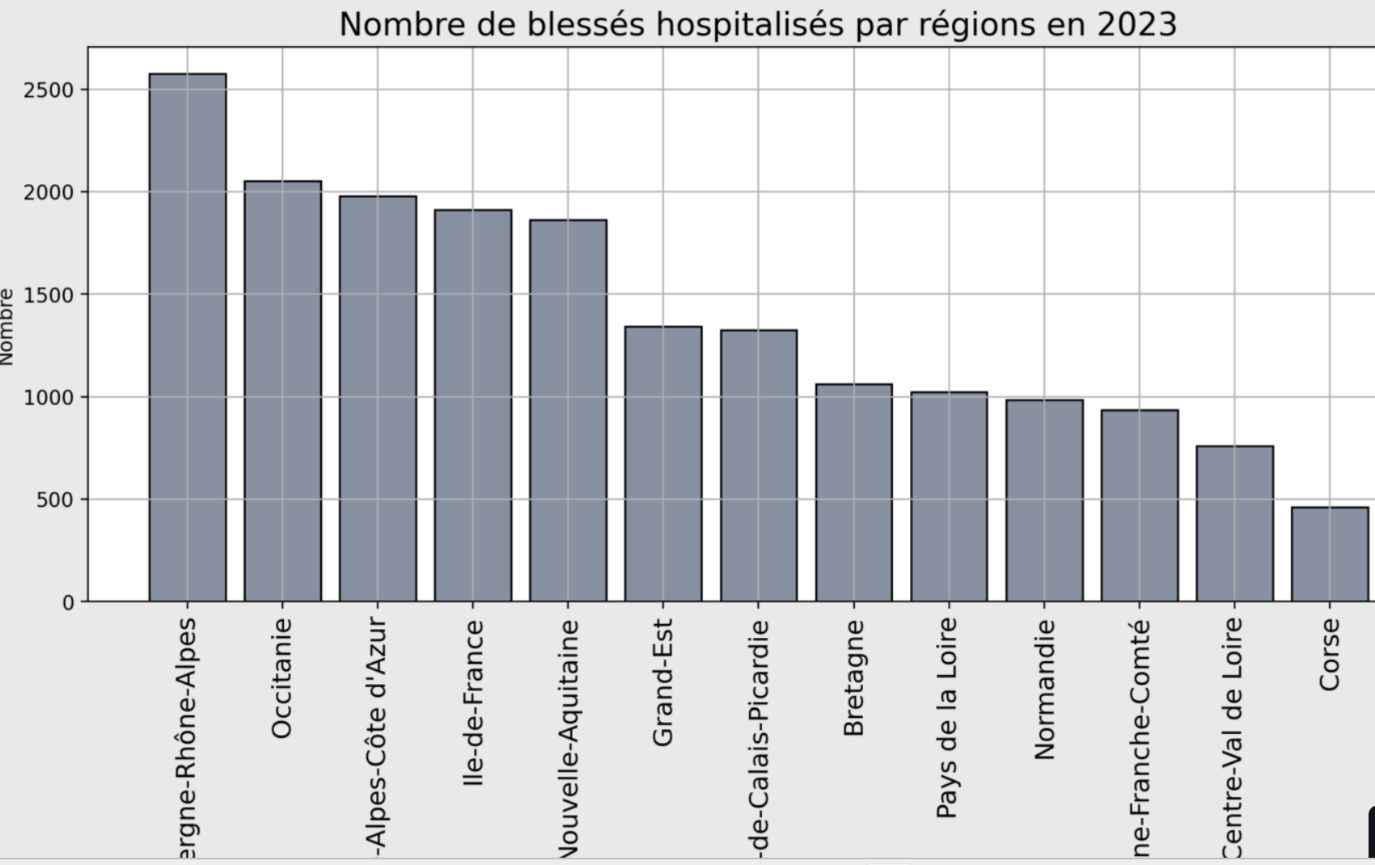 Nombre de blessés hospitalisés par régions en 2023
Nombre
2500
2000
1500
1000
500
0
ergne-Rhône-Alpes
Occitanie
-Alpes-Côte d'Azur
Ile-de-France
Nouvelle-Aquitaine
Grand-Est
-de-Calais-Picardie
Bretagne
Pays de la Loire
Normandie
ne-Franche-Comté
Centre-Val de Loire
Corse